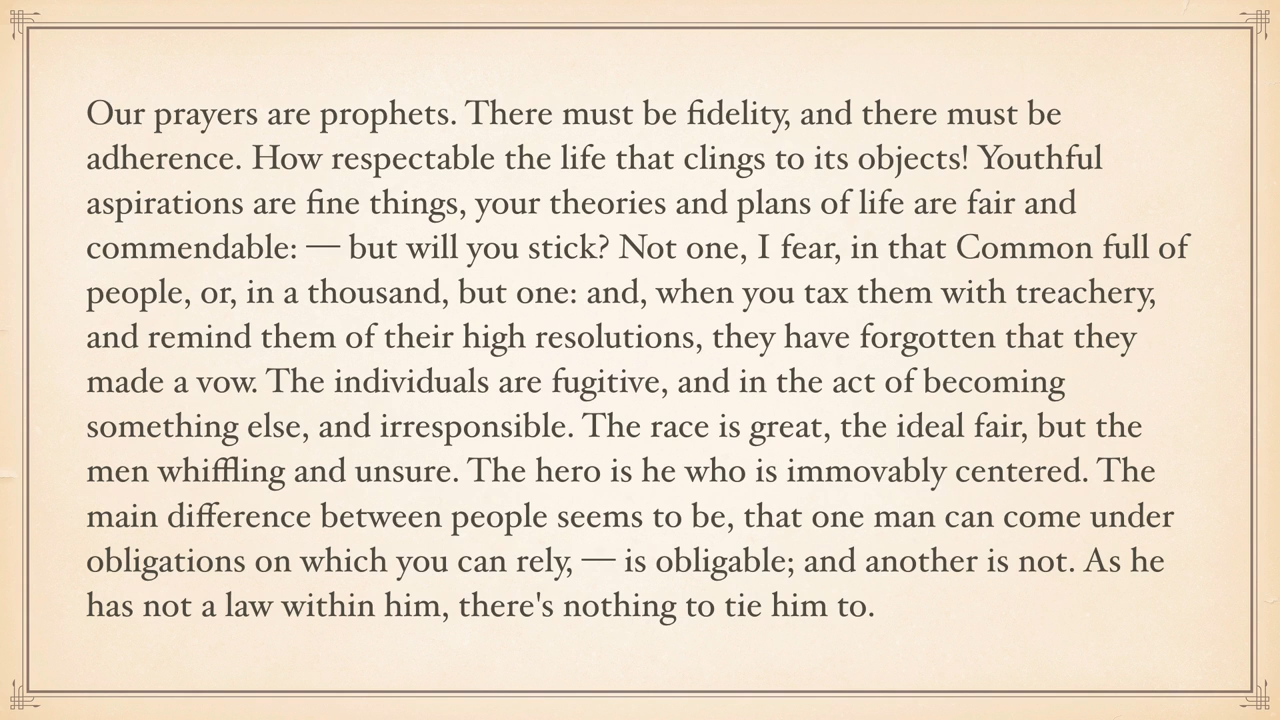 Our prayers are prophets. There must be fidelity, and there must be
adherence. How respectable the life that clings to its objects! Youthful
aspirations are fine things, your theories and plans of life are fair and
commendable: — but will you stick? Not one, I fear, in that Common full of
people, or, in a thousand, but one: and, when you tax them with treachery,
and remind them of their high resolutions, they have forgotten that they
made a vow. The individuals are fugitive, and in the act of becoming
something else, and irresponsible. The race is great, the ideal fair, but the
men whiffling and unsure. The hero is he who is immovably centered. The
main difference between people seems to be, that one man can come under
obligations on which you can rely, — is obligable; and another is not. As he
has not a law within him, there's nothing to tie him to.